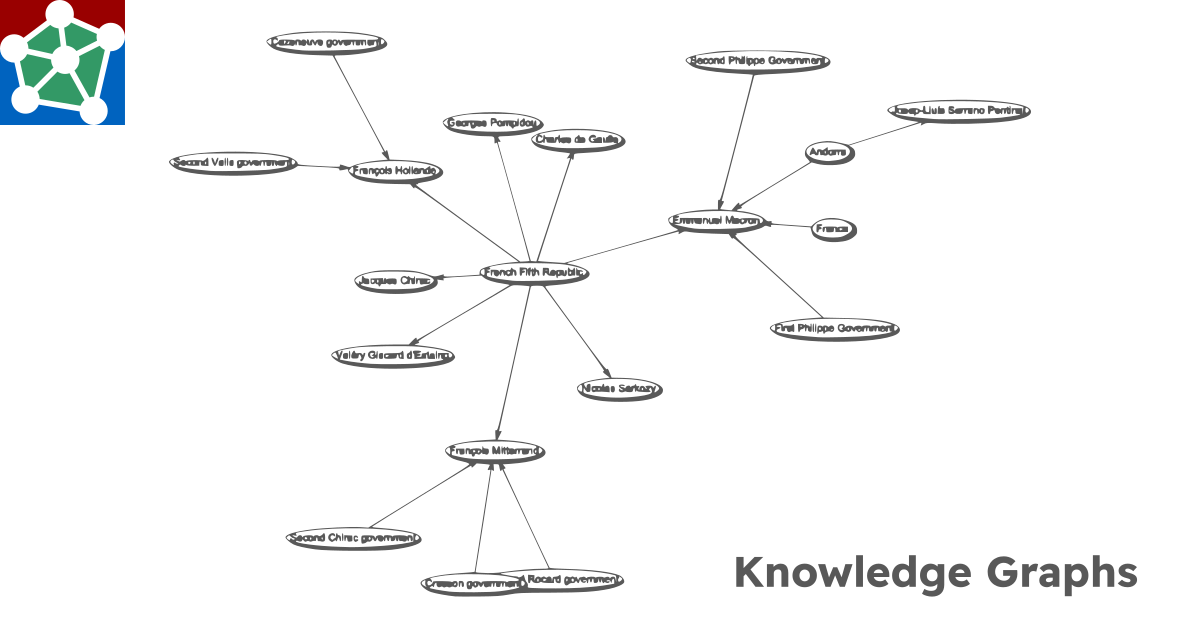 Cazeneuve government
Second Philippe Government
Josep-Lluís Serrano Pentinat
Georges Pompidou
Charles de Gaulle
Andorra
Second Valls government
François Hollande
Emmanuel Macron
France
French Fifth Republic
Jacques Chirac
First Philippe Government
Valéry Giscard d'Estaing
Nicolas Sarkozy
François Mitterrand
Second Chirac government
Cresson government
Rocard government
Knowledge Graphs